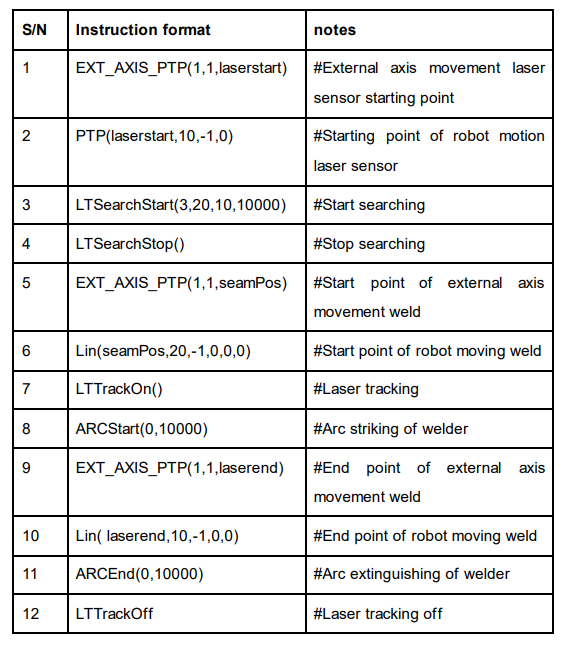 S/N Instruction format notes
1 EXT_AXIS_PTP(1,1,laserstart) #External axis movement laser
sensor starting point
2 PTP(laserstart,10,-1,0) #Starting point of robot motion
laser sensor
3 LTSearchStart(3,20,10,10000) #Start searching
4 LTSearchStop() #Stop searching
5 EXT_AXIS_PTP(1,1,seamPos) #Start point of external axis
movement weld
6 Lin(seamPos,20,-1,0,0,0) #Start point of robot moving weld
7 LTTrackOn() #Laser tracking
8 ARCStart(0,10000) #Arc striking of welder
9 EXT_AXIS_PTP(1,1,laserend) #End point of external axis
movement weld
10 Lin( laserend,10,-1,0,0) #End point of robot moving weld
11 ARCEnd(0,10000) #Arc extinguishing of welder
12 LTTrackOff #Laser tracking off